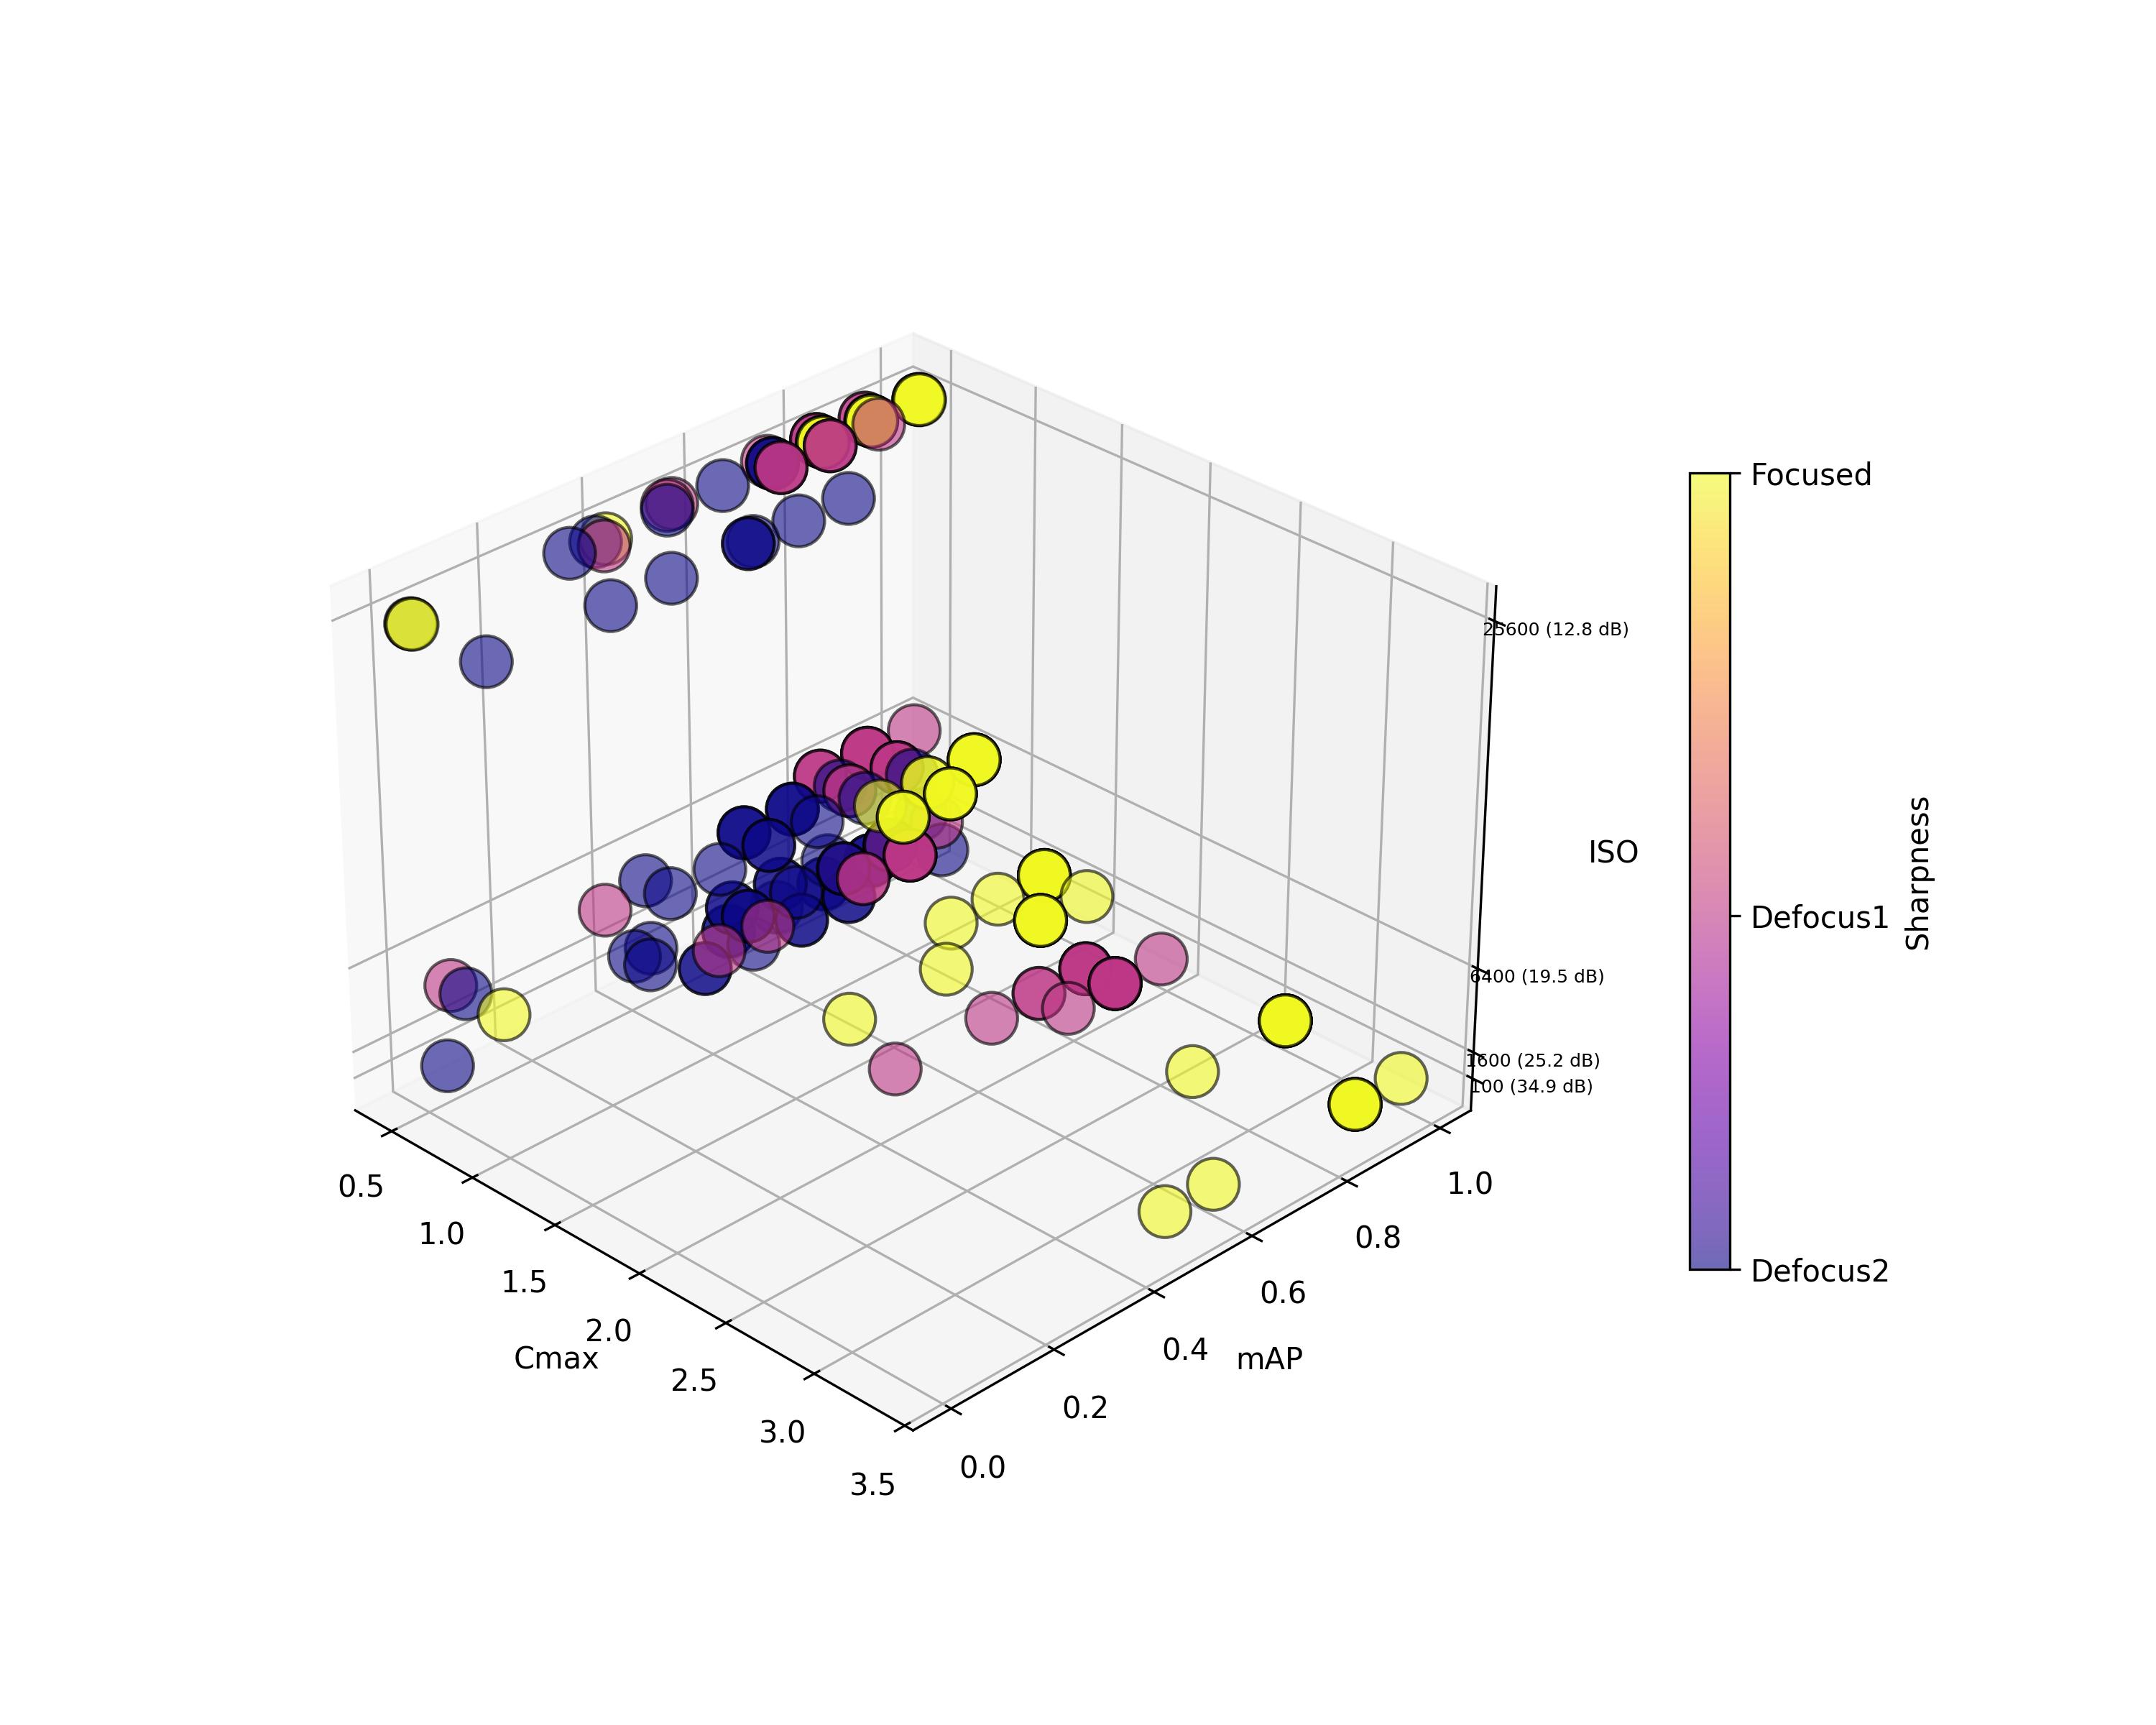 Focused
25600 (12.8 dB)
ISO
Sharpness
Defocus1
6400 (19.5 dB)
1600 (25.2 dB)
100 (34.9 dB)
Defocus2
0.5
1.0
1.5
2.0
2.5
3.0
3.5
Cmax
0.0
0.2
0.4
0.6
0.8
1.0
mAP